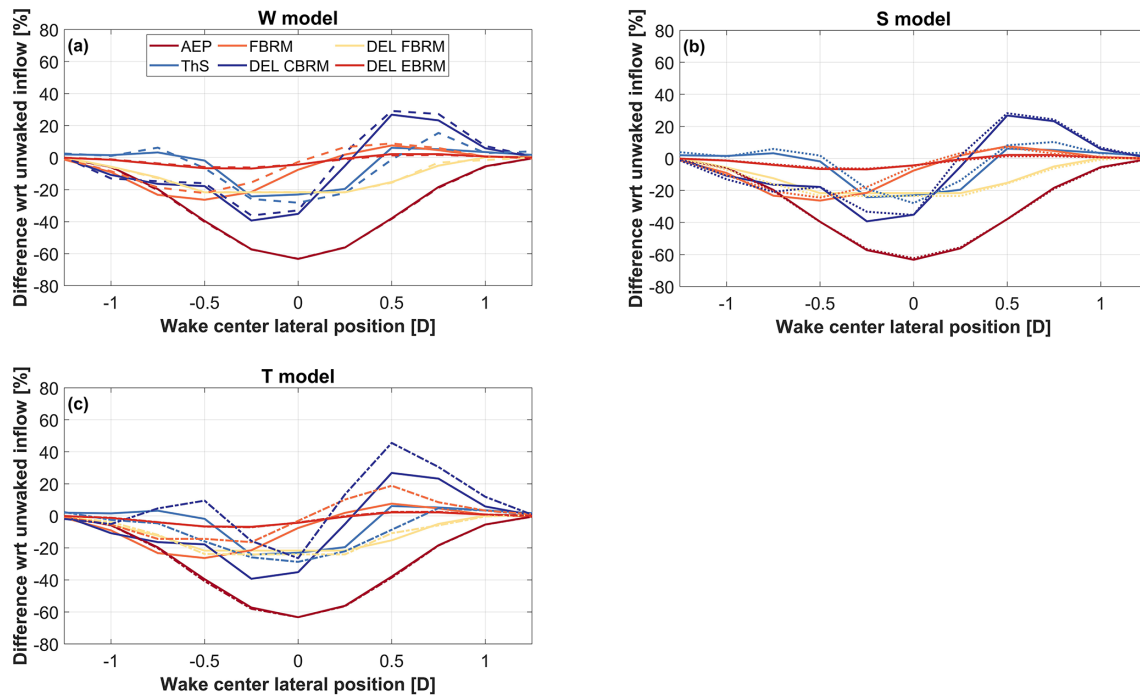 W model
(a)
AEP FBRM DEL FBRM
ThS DEL CBRM DEL EBRM
Difference wrt unwaked inflow [%]
80
60
40
20
0
-20
-40
-60
-80
-1 -0.5 0 0.5 1
Wake center lateral position [D]
S model
(b)
Difference wrt unwaked inflow [%]
80
60
40
20
0
-20
-40
-60
-80
-1 -0.5 0 0.5 1
Wake center lateral position [D]
T model
(c)
Difference wrt unwaked inflow [%]
80
60
40
20
0
-20
-40
-60
-80
-1 -0.5 0 0.5 1
Wake center lateral position [D]